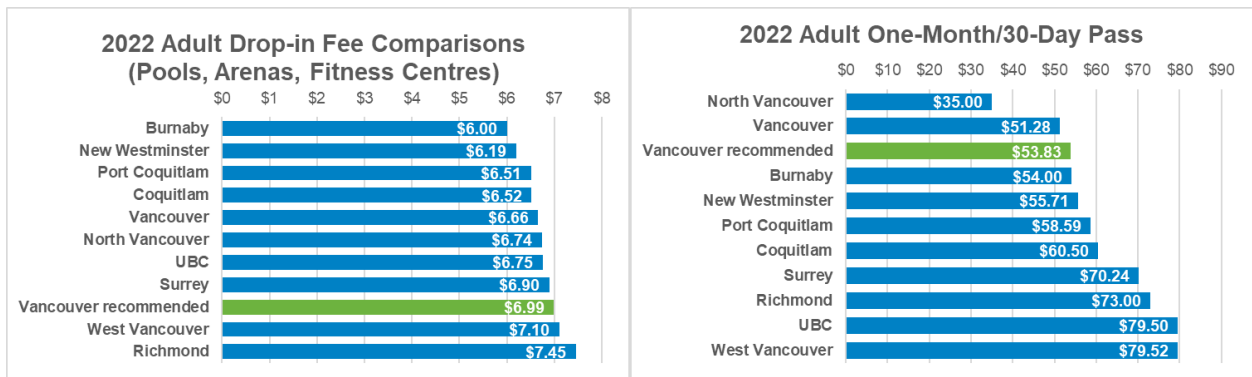 2022 Adult Drop-in Fee Comparisons
(Pools, Arenas, Fitness Centres)
$0 $1 $2 $3 $4 $5 $6 $7 $8
Burnaby $6.00
New Westminster $6.19
Port Coquitlam $6.51
Coquitlam $6.52
Vancouver $6.66
North Vancouver $6.74
UBC $6.75
Surrey $6.90
Vancouver recommended $6.99
West Vancouver $7.10
Richmond $7.45
2022 Adult One-Month/30-Day Pass
$0 $10 $20 $30 $40 $50 $60 $70 $80 $90
North Vancouver $35.00
Vancouver $51.28
Vancouver recommended $53.83
Burnaby $54.00
New Westminster $55.71
Port Coquitlam $58.59
Coquitlam $60.50
Surrey $70.24
Richmond $73.00
UBC $79.50
West Vancouver $79.52